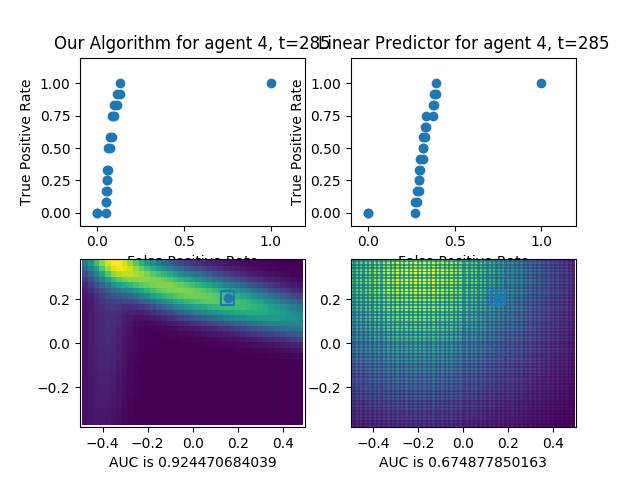 Our Algorithm for agent 4, t=285
Linear Predictor for agent 4, t=285
True Positive Rate
1.00
0.75
0.50
0.25
0.00
0.0 0.5 1.0
False Positive Rate
True Positive Rate
1.00
0.75
0.50
0.25
0.00
0.0 0.5 1.0
False Positive Rate
0.2
0.0
−0.2
−0.4 −0.2 0.0 0.2 0.4
AUC is 0.924470684039
0.2
0.0
−0.2
−0.4 −0.2 0.0 0.2 0.4
AUC is 0.674877850163